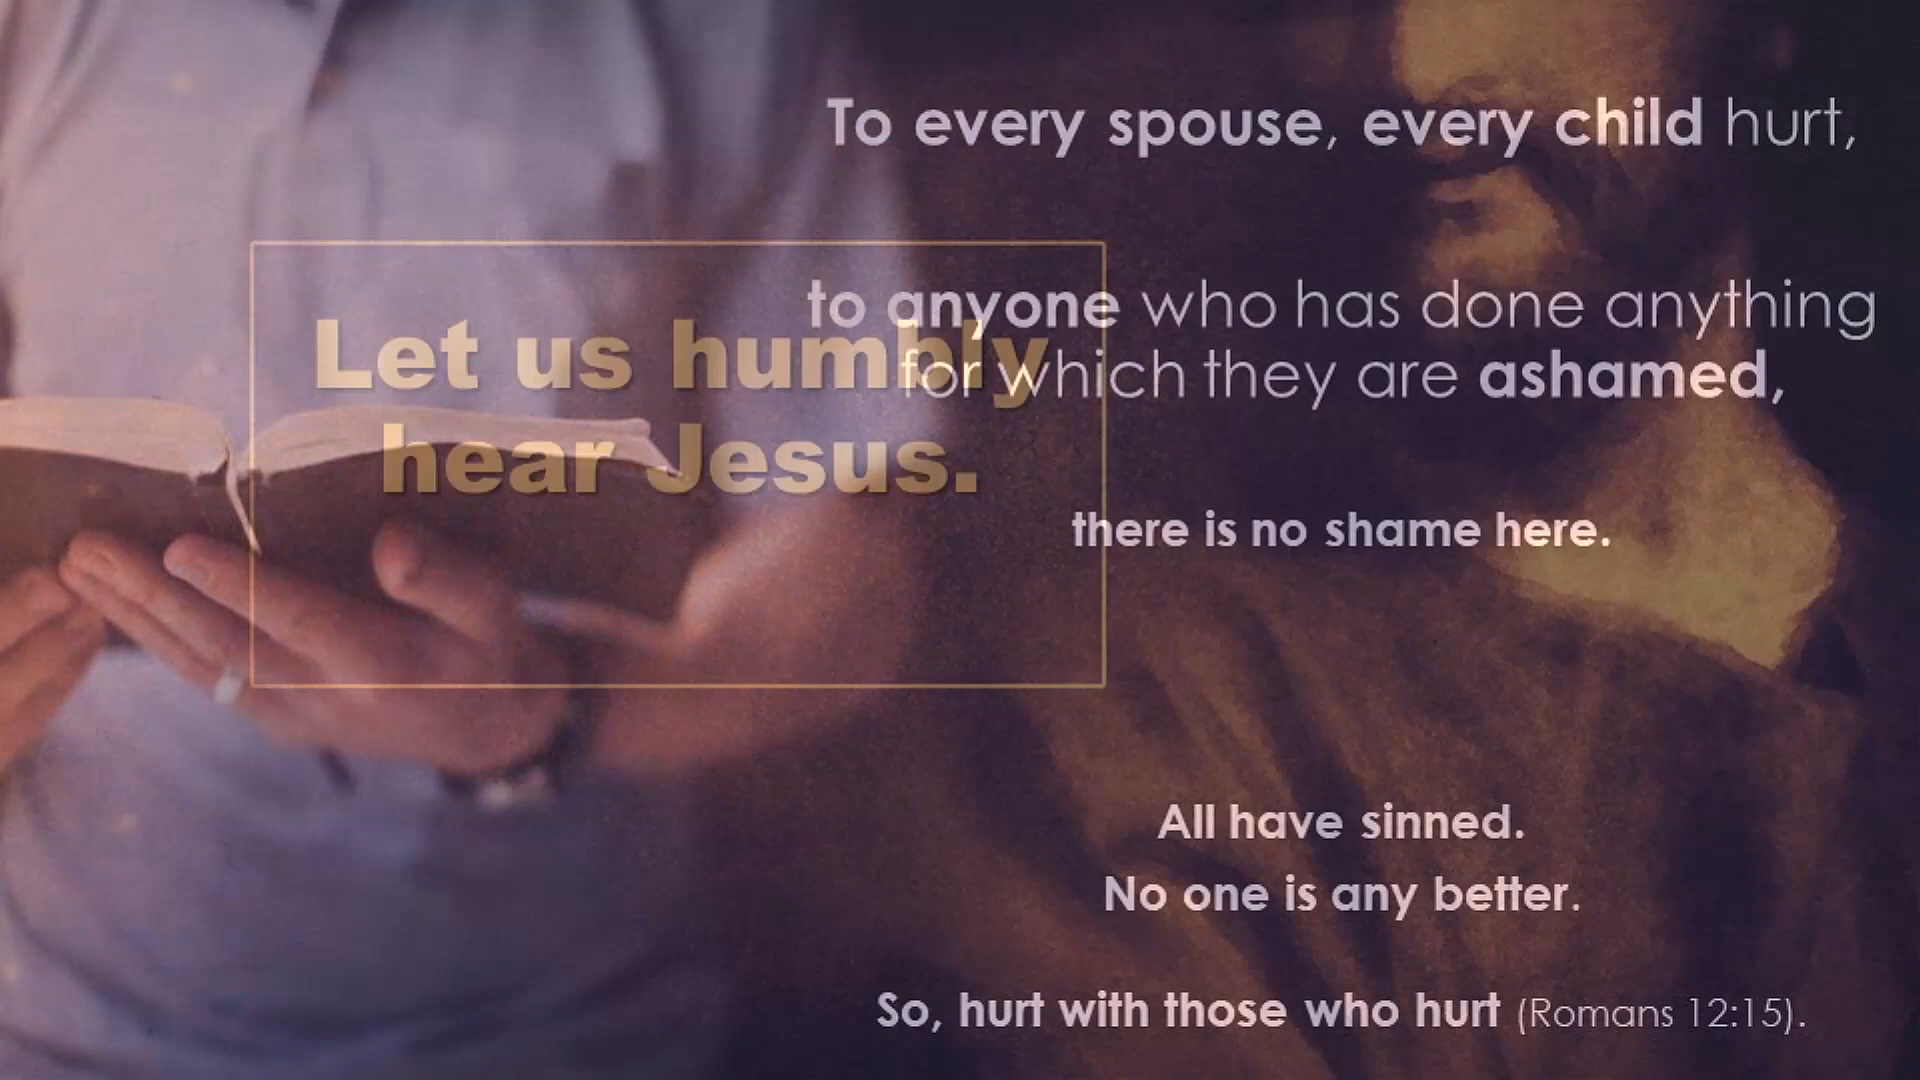 To every spouse, every child hurt,
to anyone who has done anything
for which they are ashamed,
there is no shame here.
All have sinned.
No one is any better.
So, hurt with those who hurt (Romans 12:15).
Let us humbly
hear Jesus.